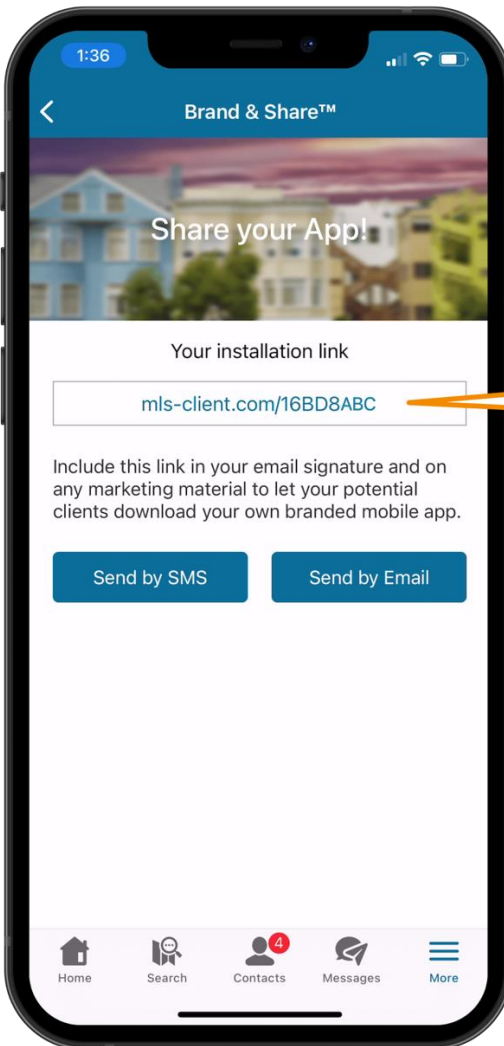 1:36
Brand & Share™
Share your App!
Your installation link
mls-client.com/16BD8ABC
Include this link in your email signature and on
any marketing material to let your potential
clients download your own branded mobile app.
Send by SMS
Send by Email
4
Home
Search
Contacts
Messages
More